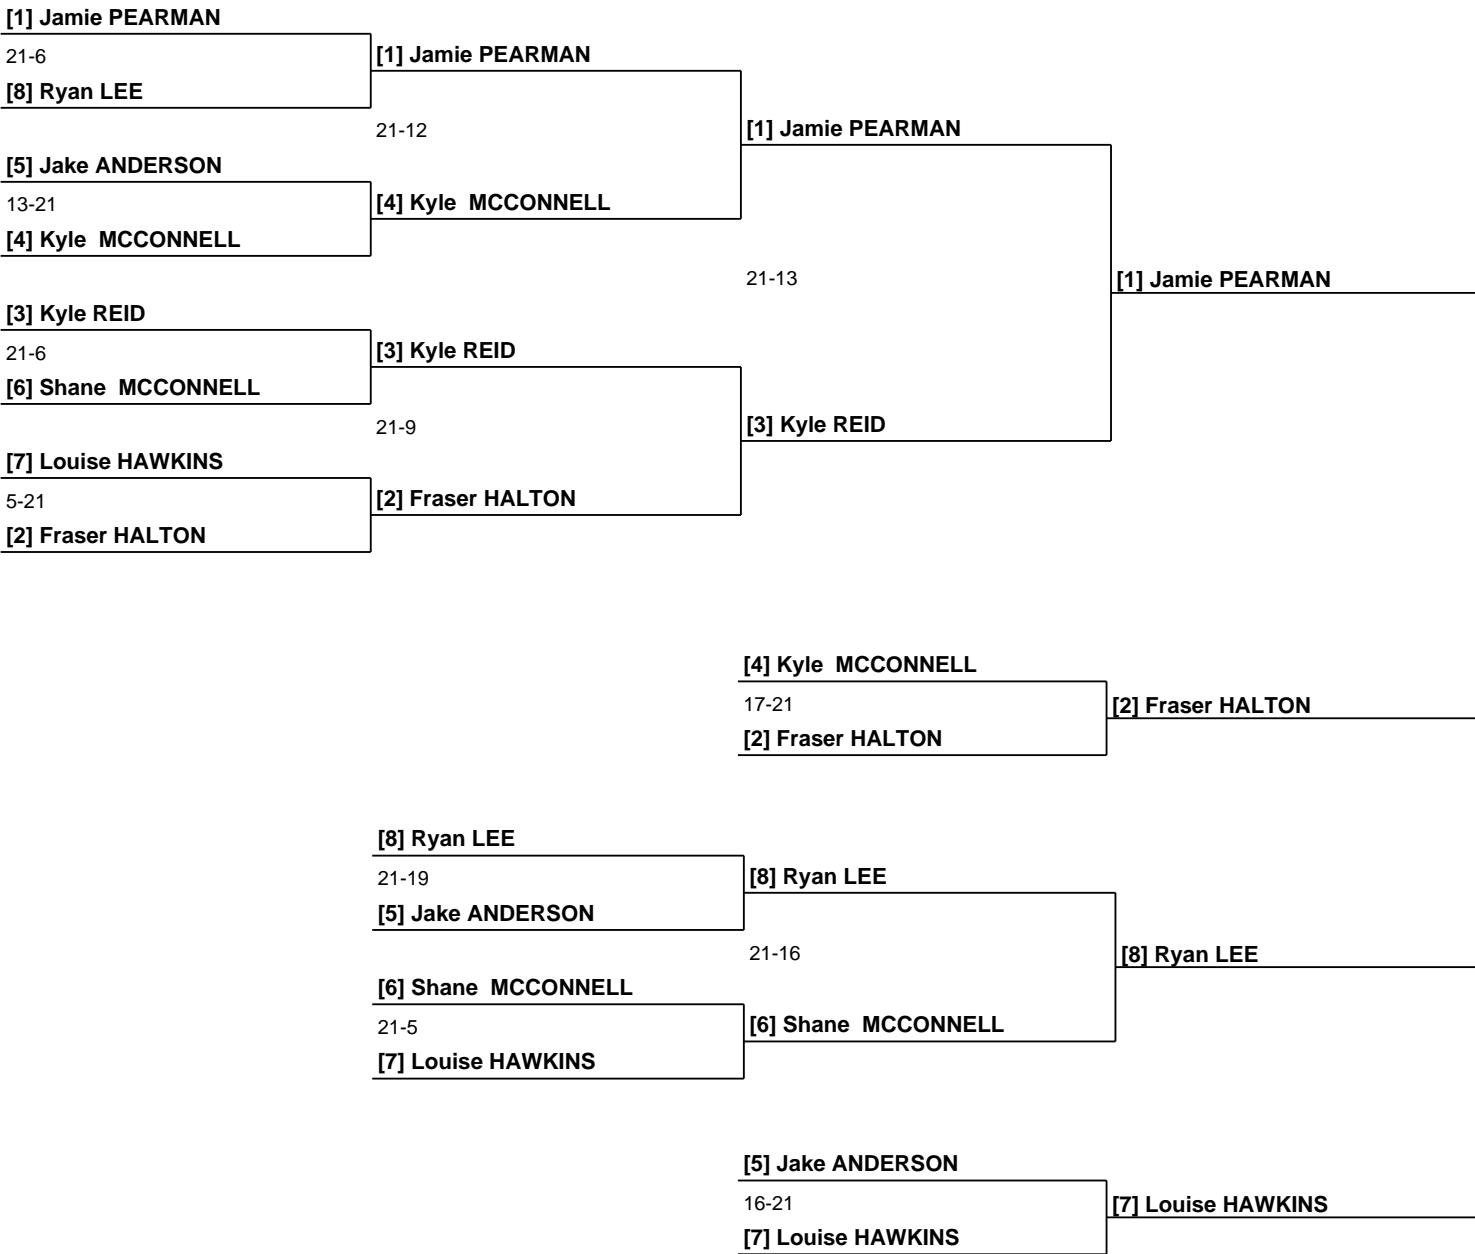 [1] Jamie PEARMAN
21-6
[8] Ryan LEE
[1] Jamie PEARMAN
21-12
[5] Jake ANDERSON
13-21
[4] Kyle  MCCONNELL
[4] Kyle  MCCONNELL
[1] Jamie PEARMAN
21-13
[1] Jamie PEARMAN
[3] Kyle REID
21-6
[6] Shane  MCCONNELL
[3] Kyle REID
21-9
[7] Louise HAWKINS
5-21
[2] Fraser HALTON
[2] Fraser HALTON
[3] Kyle REID
[4] Kyle  MCCONNELL
17-21
[2] Fraser HALTON
[2] Fraser HALTON
[8] Ryan LEE
21-19
[5] Jake ANDERSON
[8] Ryan LEE
21-16
[6] Shane  MCCONNELL
21-5
[7] Louise HAWKINS
[6] Shane  MCCONNELL
[8] Ryan LEE
[5] Jake ANDERSON
16-21
[7] Louise HAWKINS
[7] Louise HAWKINS